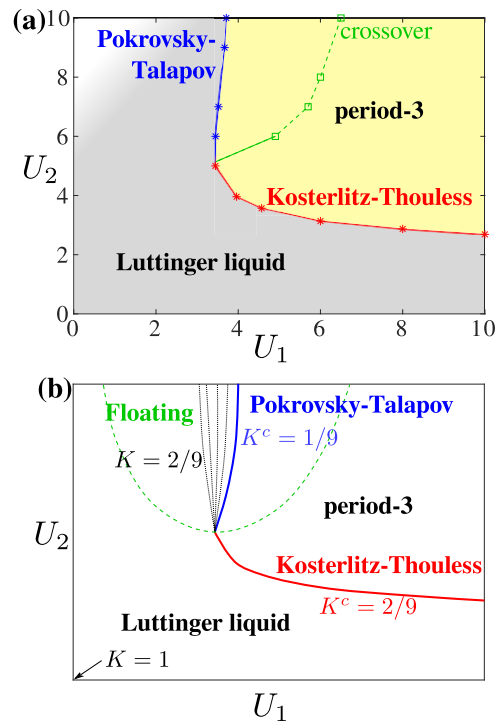 (a)
10
8
6
4
2
0
U₂
Pokrovsky-
Talapov
crossover
period-3
Kosterlitz-Thouless
Luttinger liquid
0 2 4 6 8 10
U₁
(b)
Floating
Pokrovsky-Talapov
Kᶜ = 1/9
K = 2/9
period-3
U₂
Kosterlitz-Thouless
Kᶜ = 2/9
Luttinger liquid
K = 1
U₁